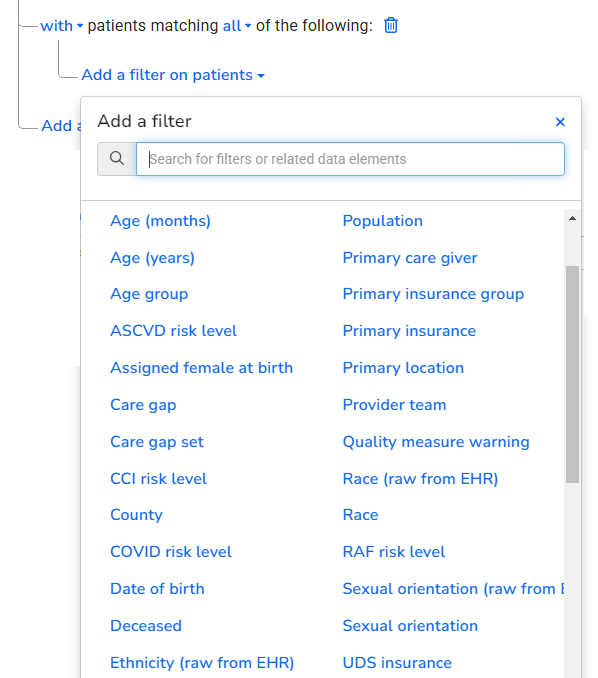 with patients matching all of the following:
Add a filter on patients
Add a
Add a filter
×
Search for filters or related data elements
Age (months)
Population
Age (years)
Primary care giver
Age group
Primary insurance group
ASCVD risk level
Primary insurance
Assigned female at birth
Primary location
Care gap
Provider team
Care gap set
Quality measure warning
CCI risk level
Race (raw from EHR)
County
Race
COVID risk level
RAF risk level
Date of birth
Sexual orientation (raw from E
Deceased
Sexual orientation
Ethnicity (raw from EHR)
UDS insurance